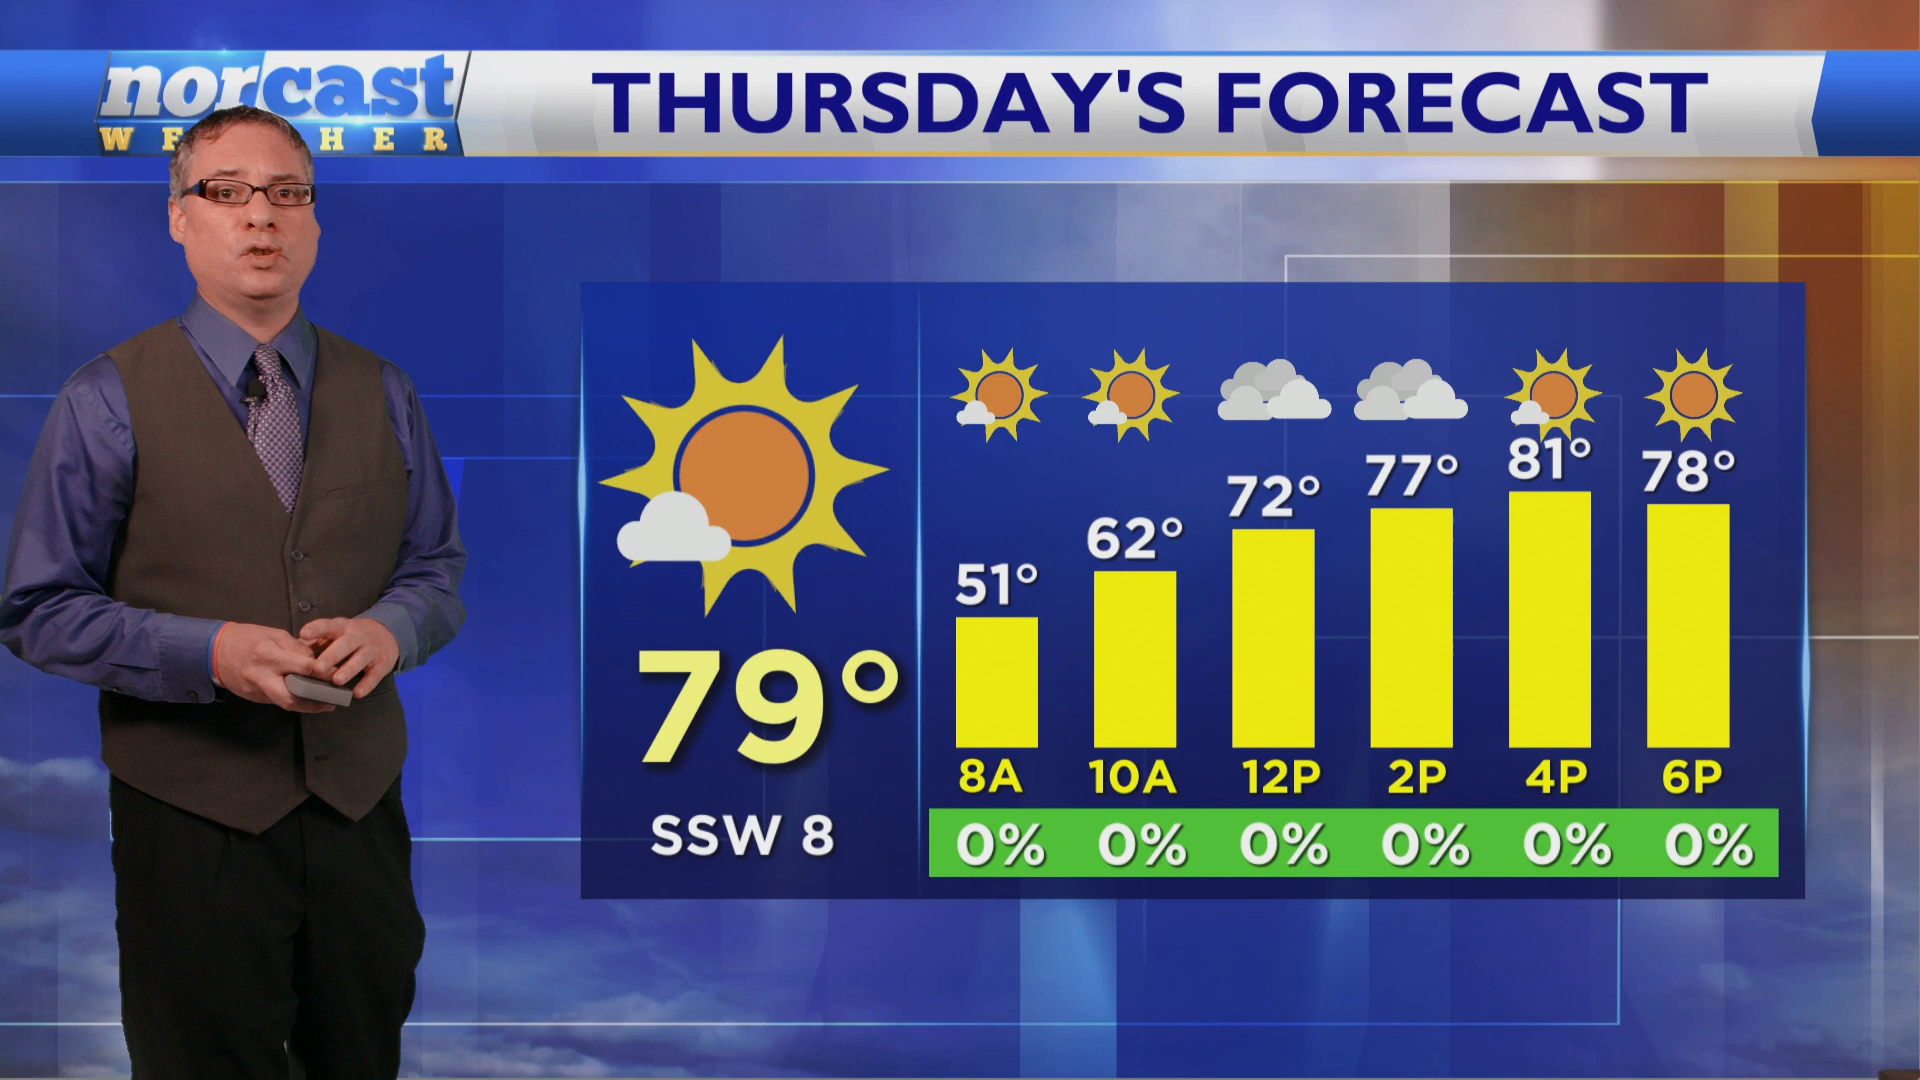 norcast
THURSDAY'S FORECAST
51° 62° 72° 77° 81° 78°
79°
8A 10A 12P 2P 4P 6P
SSW 8
0% 0% 0% 0% 0% 0%